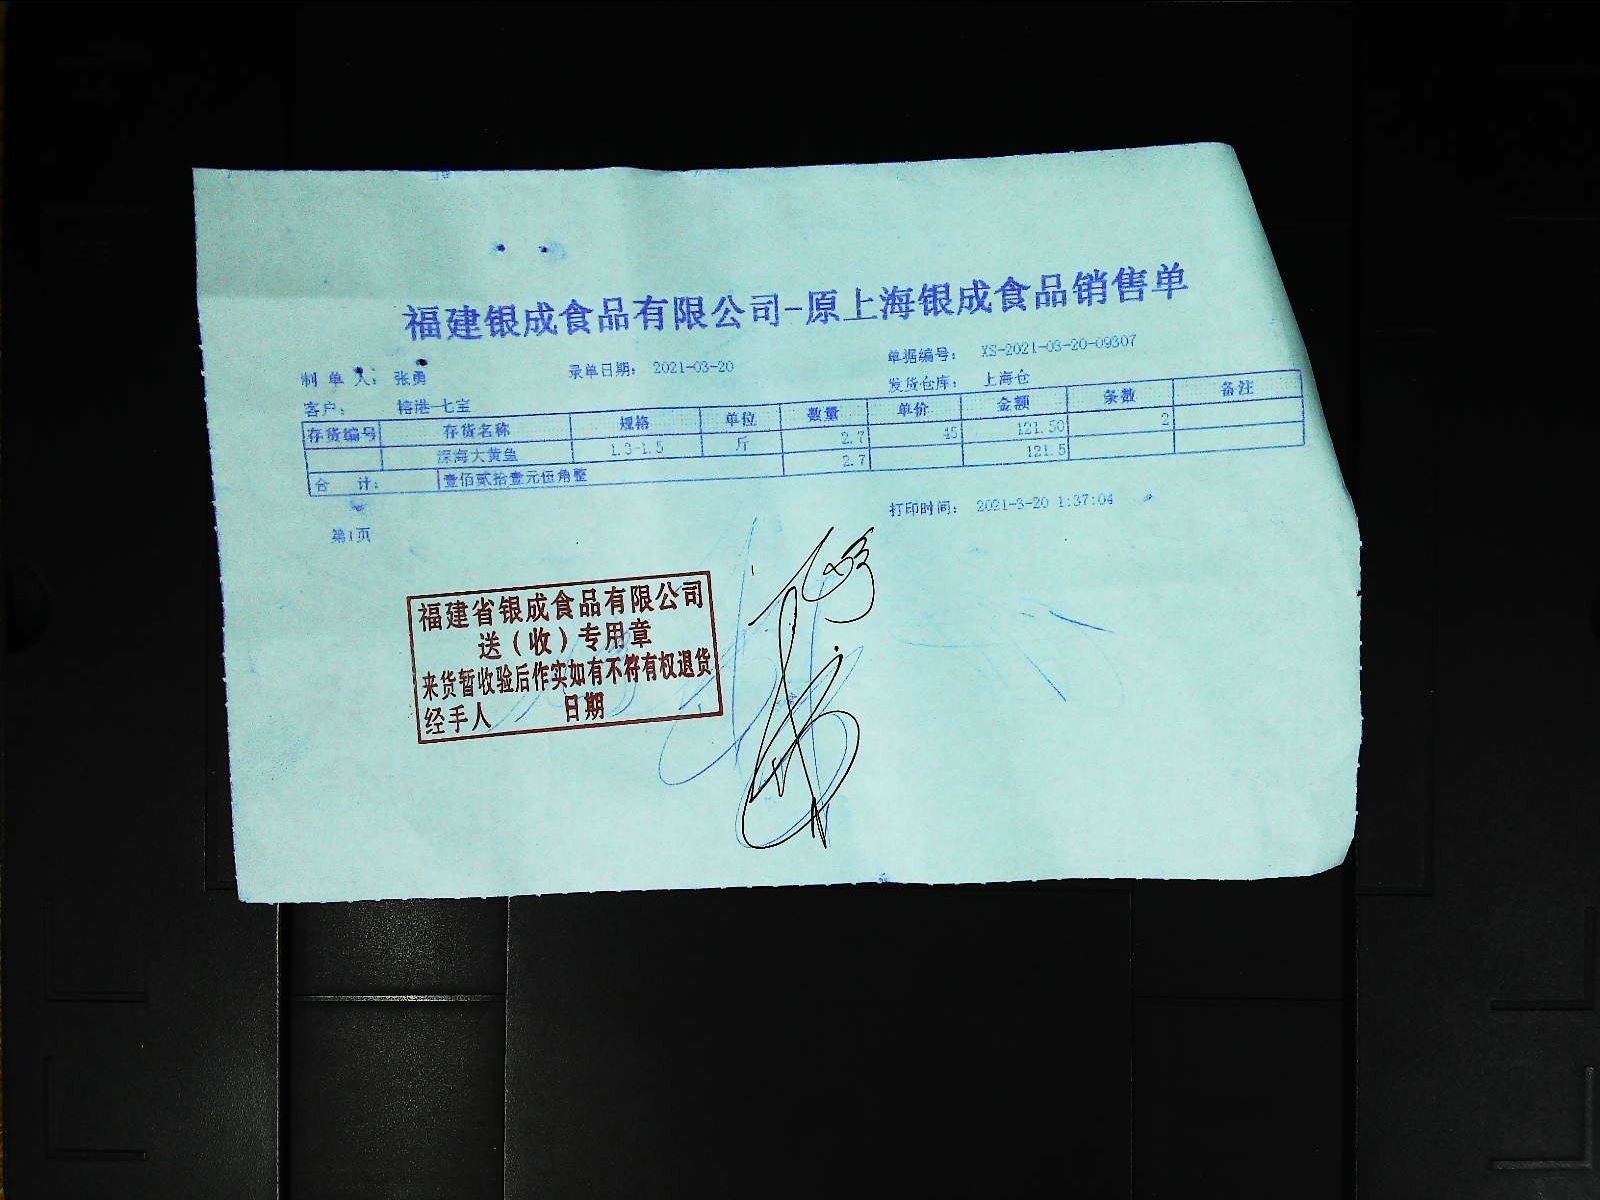 福建银成食品有限公司-原上海银成食品销售单
制 单 人： 张勇 录单日期： 2021-03-20 单据编号： XS-2021-03-20-09307
客户： 榕港-七宝 发货仓库： 上海仓
存货编号 存货名称 规格 单位 数量 单价 金额 条数 备注
深海大黄鱼 1.3-1.5 斤 2.7 45 121.50 2
合 计： 壹佰贰拾壹元伍角整 2.7 121.5
第1页 打印时间： 2021-3-20 1:37:04
福建省银成食品有限公司
送（收）专用章
来货暂收验后作实如有不符有权退货
经手人 日期